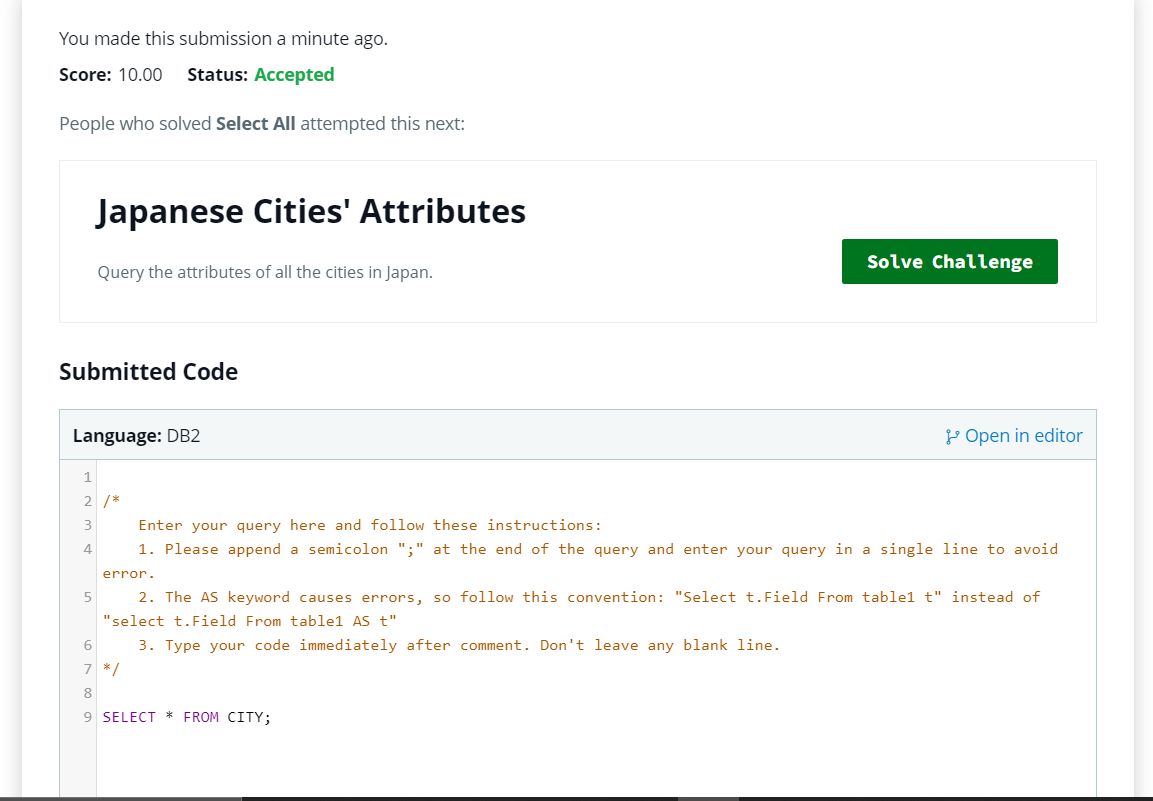 You made this submission a minute ago.
Score: 10.00 Status: Accepted
People who solved Select All attempted this next:
Japanese Cities' Attributes
Query the attributes of all the cities in Japan.
Solve Challenge
Submitted Code
Language: DB2 Open in editor
1
2 /*
3 Enter your query here and follow these instructions:
4 1. Please append a semicolon ";" at the end of the query and enter your query in a single line to avoid
error.
5 2. The AS keyword causes errors, so follow this convention: "Select t.Field From table1 t" instead of
"select t.Field From table1 AS t"
6 3. Type your code immediately after comment. Don't leave any blank line.
7 */
8
9 SELECT * FROM CITY;